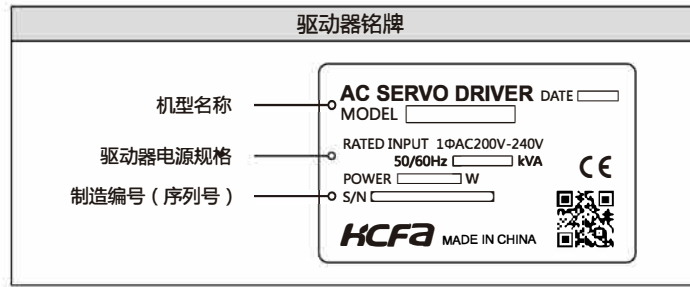 驱动器铭牌
机型名称
AC SERVO DRIVER DATE
MODEL
驱动器电源规格
RATED INPUT 1ΦAC200V-240V
50/60Hz kVA
POWER W
制造编号（序列号）
S/N
CE
HCFA MADE IN CHINA